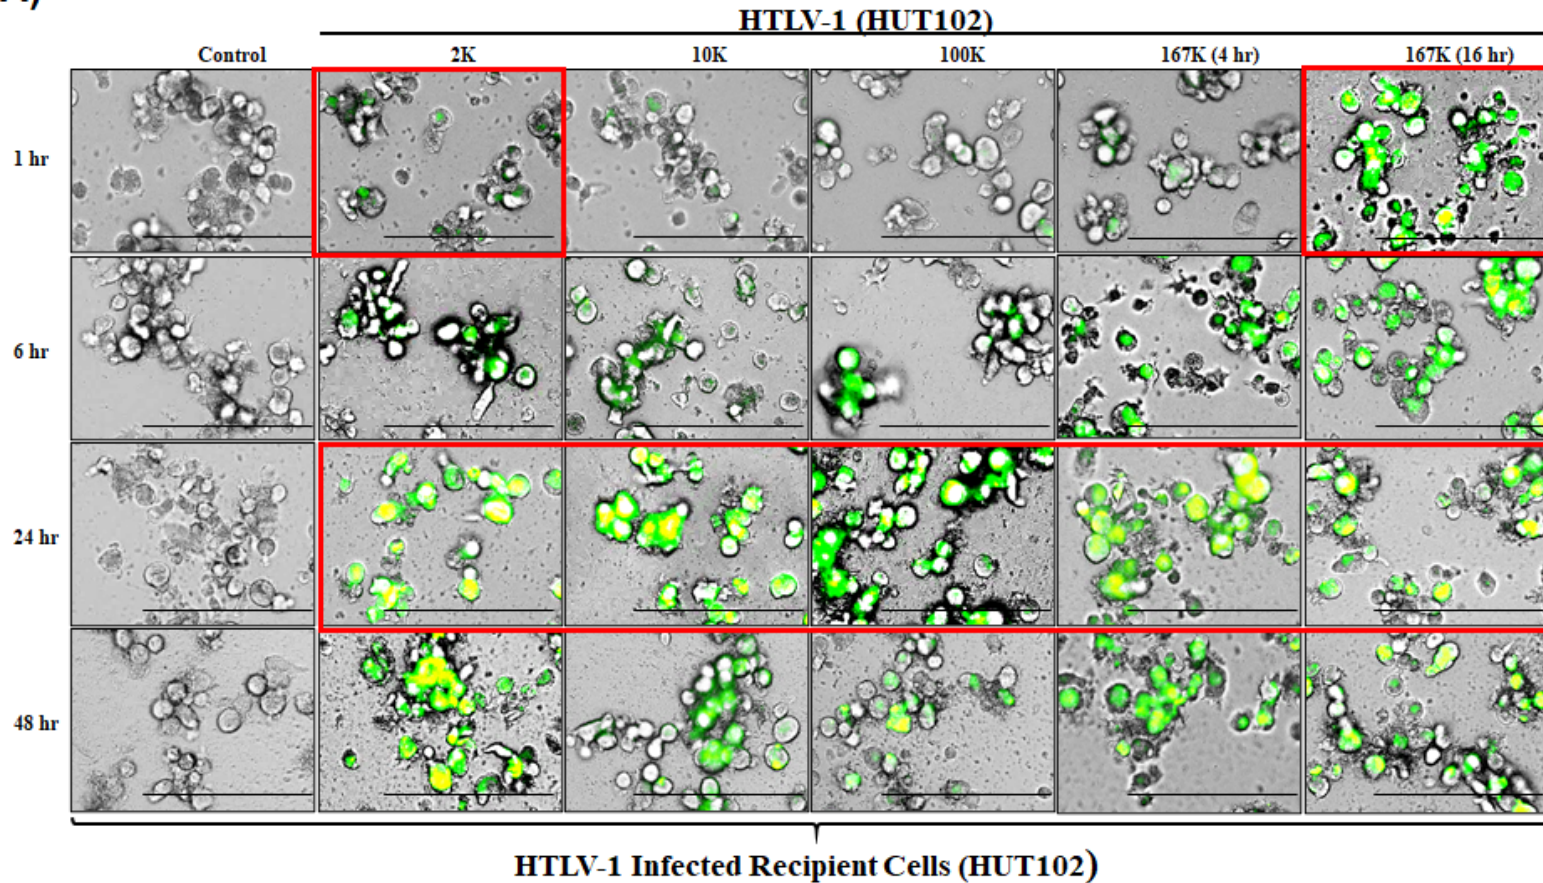 HTLV-1 (HUT102)
Control 2K 10K 100K 167K (4 hr) 167K (16 hr)
1 hr
6 hr
24 hr
48 hr
HTLV-1 Infected Recipient Cells (HUT102)